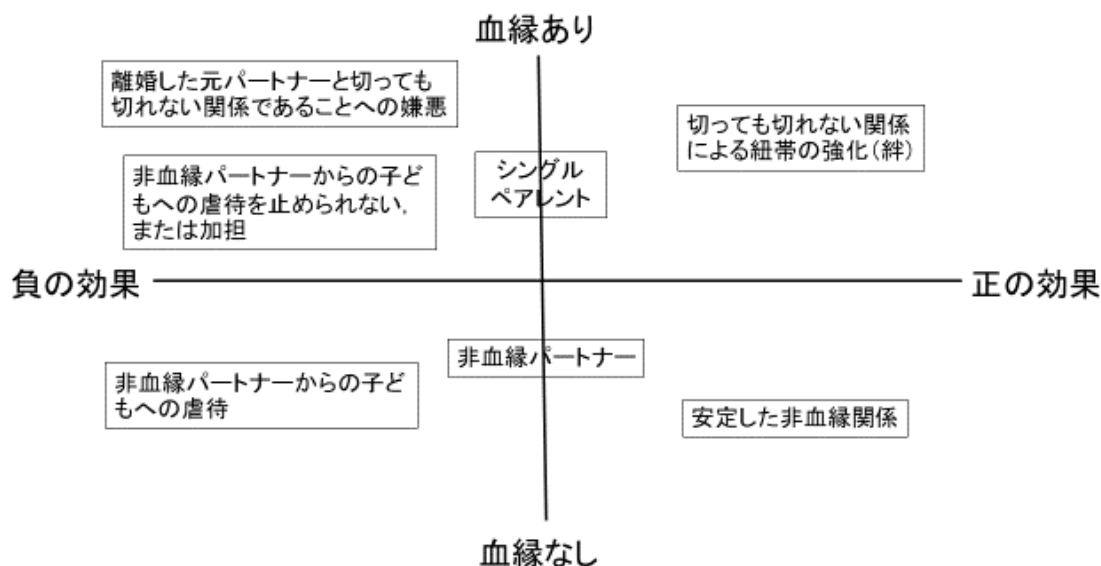 血縁あり
離婚した元パートナーと切っても
切れない関係であることへの嫌悪
切っても切れない関係
による紐帯の強化(絆)
シングル
ペアレント
非血縁パートナーからの子ど
もへの虐待を止められない,
または加担
負の効果
正の効果
非血縁パートナー
非血縁パートナーからの子ど
もへの虐待
安定した非血縁関係
血縁なし